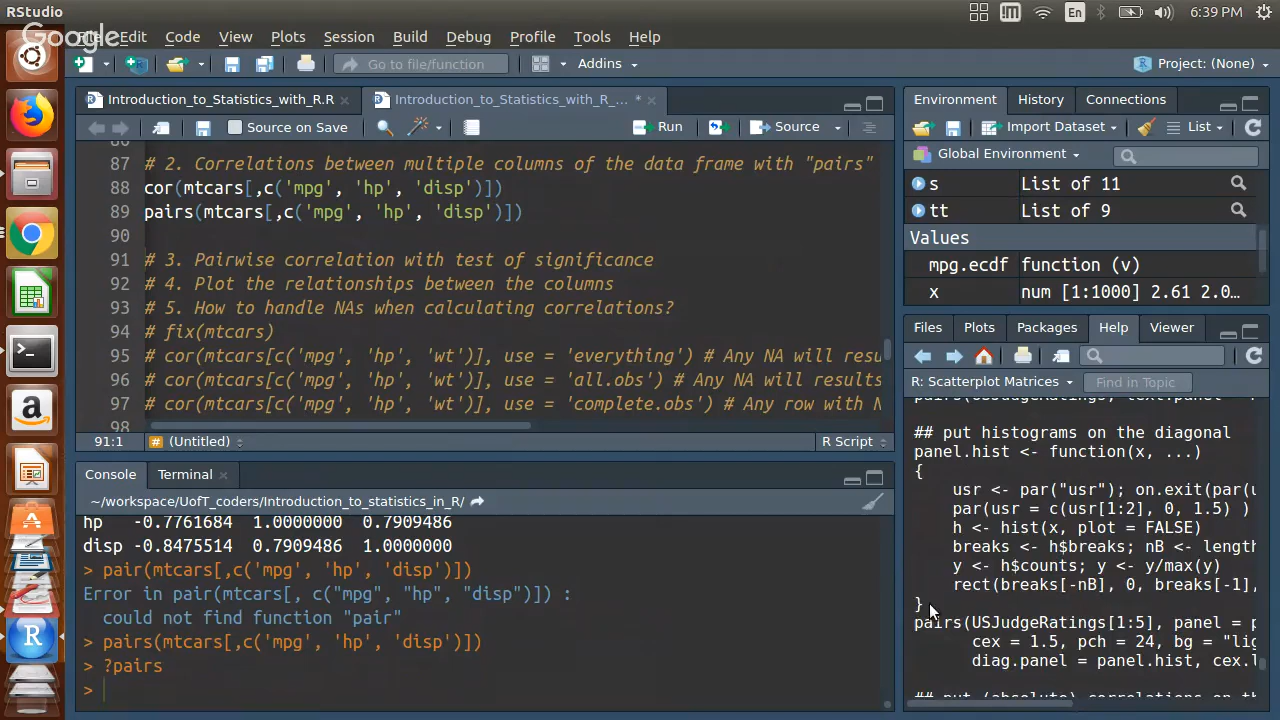 RStudio
En
6:39 PM
Google
File Edit Code View Plots Session Build Debug Profile Tools Help
Go to file/function
Addins
Project: (None)
Introduction_to_Statistics_with_R.R
Introduction_to_Statistics_with_R_... *
Source on Save
Run
Source
87 # 2. Correlations between multiple columns of the data frame with "pairs"
88 cor(mtcars[,c('mpg', 'hp', 'disp')])
89 pairs(mtcars[,c('mpg', 'hp', 'disp')])
90
91 # 3. Pairwise correlation with test of significance
92 # 4. Plot the relationships between the columns
93 # 5. How to handle NAs when calculating correlations?
94 # fix(mtcars)
95 # cor(mtcars[c('mpg', 'hp', 'wt')], use = 'everything') # Any NA will resu
96 # cor(mtcars[c('mpg', 'hp', 'wt')], use = 'all.obs') # Any NA will results
97 # cor(mtcars[c('mpg', 'hp', 'wt')], use = 'complete.obs') # Any row with N
98
91:1
# (Untitled)
R Script
Console
Terminal
~/workspace/UofT_coders/Introduction_to_statistics_in_R/
hp -0.7761684 1.0000000 0.7909486
disp -0.8475514 0.7909486 1.0000000
> pair(mtcars[,c('mpg', 'hp', 'disp')])
Error in pair(mtcars[, c("mpg", "hp", "disp")]) :
could not find function "pair"
> pairs(mtcars[,c('mpg', 'hp', 'disp')])
> ?pairs
>
Environment History Connections
Import Dataset
List
Global Environment
s List of 11
tt List of 9
Values
mpg.ecdf function (v)
x num [1:1000] 2.61 2.0…
Files Plots Packages Help Viewer
R: Scatterplot Matrices
Find in Topic
pairs(USJudgeRatings, text.panel
## put histograms on the diagonal
panel.hist <- function(x, ...)
{
usr <- par("usr"); on.exit(par(u
par(usr = c(usr[1:2], 0, 1.5) )
h <- hist(x, plot = FALSE)
breaks <- h$breaks; nB <- length
y <- h$counts; y <- y/max(y)
rect(breaks[-nB], 0, breaks[-1],
}
pairs(USJudgeRatings[1:5], panel = p
cex = 1.5, pch = 24, bg = "lig
diag.panel = panel.hist, cex.l
## put (absolute) correlations on th